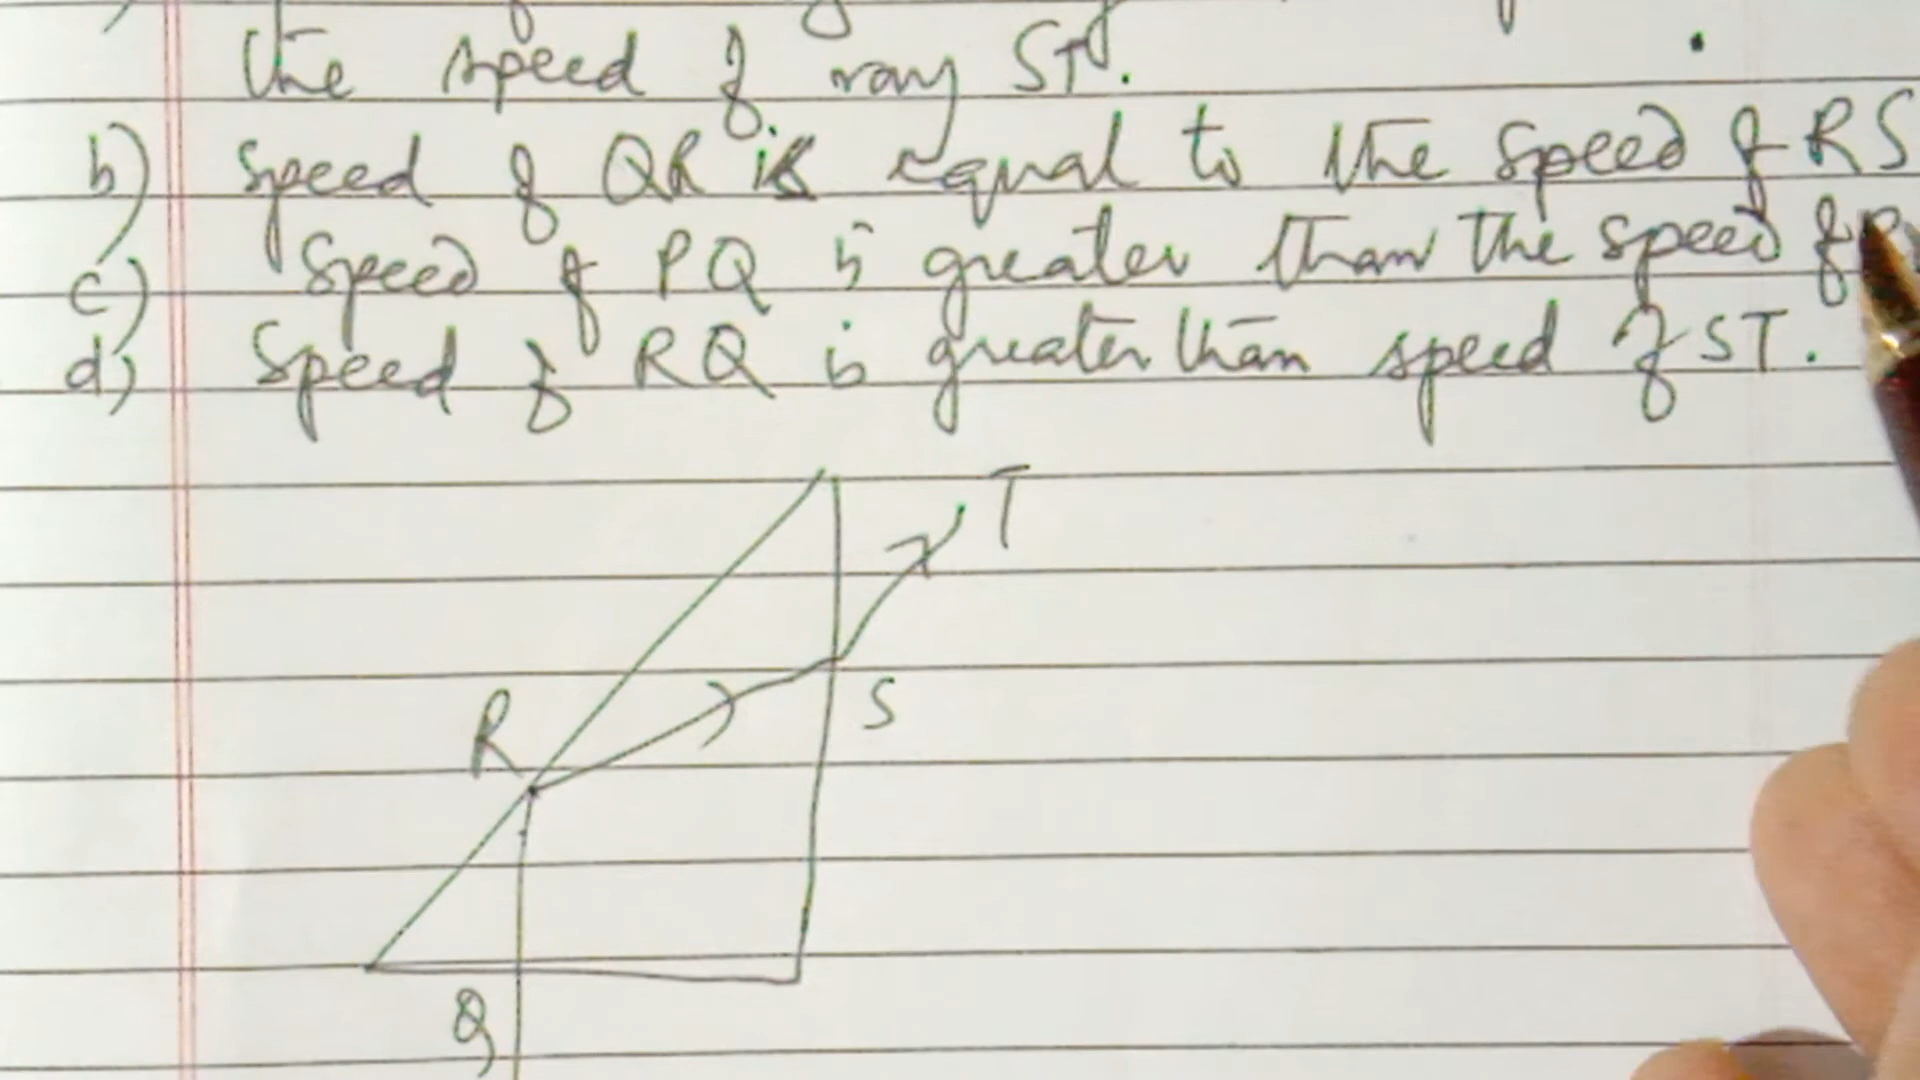 the speed of ray ST.
b) Speed of QR is equal to the speed of RS
c) Speed of PQ is greater than the speed of
d) Speed of RQ is greater than speed of ST.
T
R
S
Q